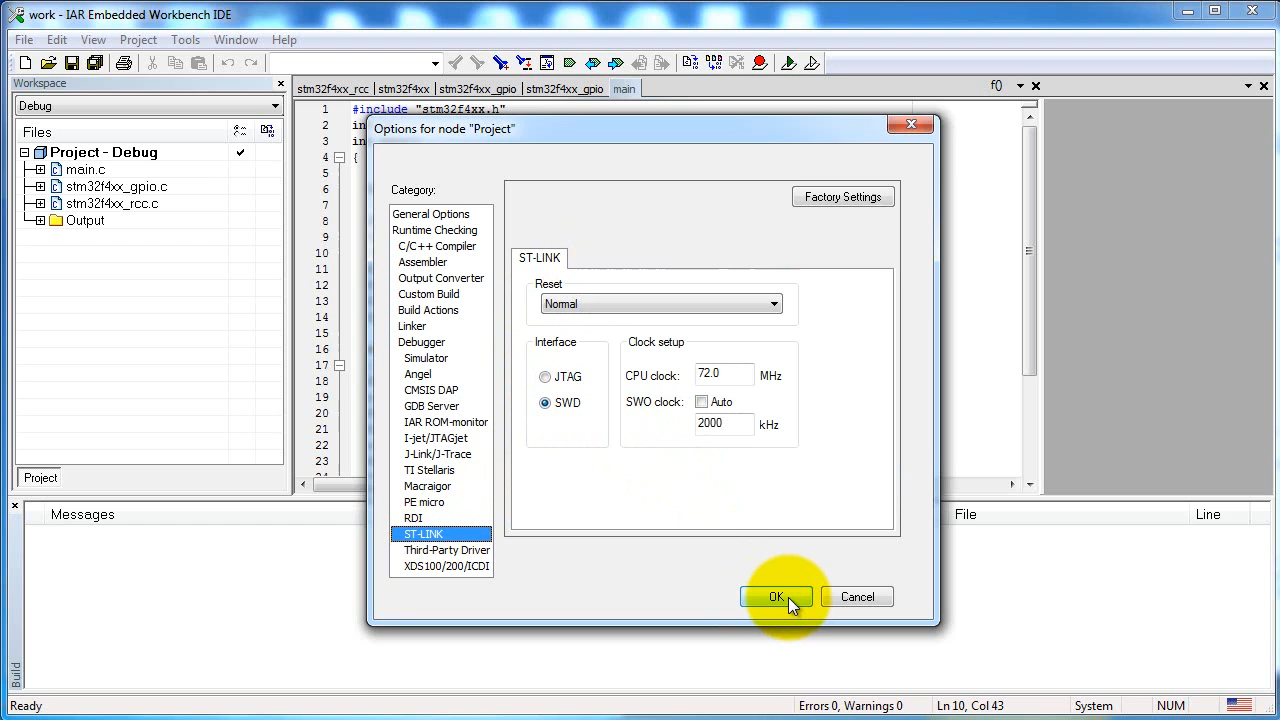 work - IAR Embedded Workbench IDE
File Edit View Project Tools Window Help
Workspace
Debug
Files
Project - Debug
main.c
stm32f4xx_gpio.c
stm32f4xx_rcc.c
Output
Project
stm32f4xx_rcc stm32f4xx stm32f4xx_gpio stm32f4xx_gpio main
f0
1 #include "stm32f4xx.h"
2 in
3 in
4 {
5
6
7
8
9
10
11
12
13
14
15
16
17
18
19
20
21
22
23
24
Options for node "Project"
Category:
General Options
Runtime Checking
C/C++ Compiler
Assembler
Output Converter
Custom Build
Build Actions
Linker
Debugger
Simulator
Angel
CMSIS DAP
GDB Server
IAR ROM-monitor
I-jet/JTAGjet
J-Link/J-Trace
TI Stellaris
Macraigor
PE micro
RDI
ST-LINK
Third-Party Driver
XDS100/200/ICDI
Factory Settings
ST-LINK
Reset
Normal
Interface
JTAG
SWD
Clock setup
CPU clock: 72.0 MHz
SWO clock: Auto
2000 kHz
OK Cancel
Messages File Line
Build
Ready Errors 0, Warnings 0 Ln 10, Col 43 System NUM